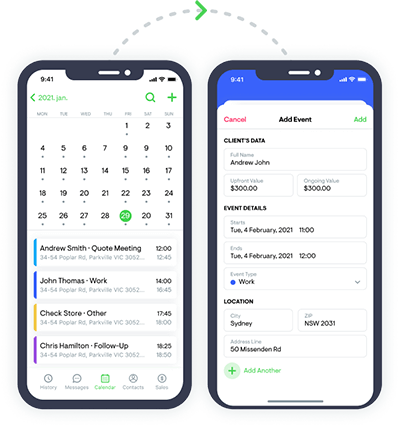 9:41
2021. jan.
MON TUE WED THU FRI SAT SUN
1 2 3
4 5 6 7 8 9 10
11 12 13 14 15 16 17
18 19 20 21 22 23 24
25 26 27 28 29 30 31
Andrew Smith · Quote Meeting 12:00
34-54 Poplar Rd, Parkville VIC 3052... 12:45
John Thomas · Work 14:00
34-54 Poplar Rd, Parkville VIC 3052... 16:45
Check Store · Other 17:45
34-54 Poplar Rd, Parkville VIC 3052... 18:00
Chris Hamilton · Follow-Up 18:25
34-54 Poplar Rd, Parkville VIC 3052... 18:50
History Messages Calendar Contacts Sales
9:41
Cancel Add Event Add
CLIENT'S DATA
Full Name
Andrew John
Upfront Value Ongoing Value
$300.00 $300.00
EVENT DETAILS
Starts
Tue, 4 February, 2021 11:00
Ends
Tue, 4 February, 2021 12:00
Event Type
Work
LOCATION
City ZIP
Sydney NSW 2031
Address Line
50 Missenden Rd
Add Another